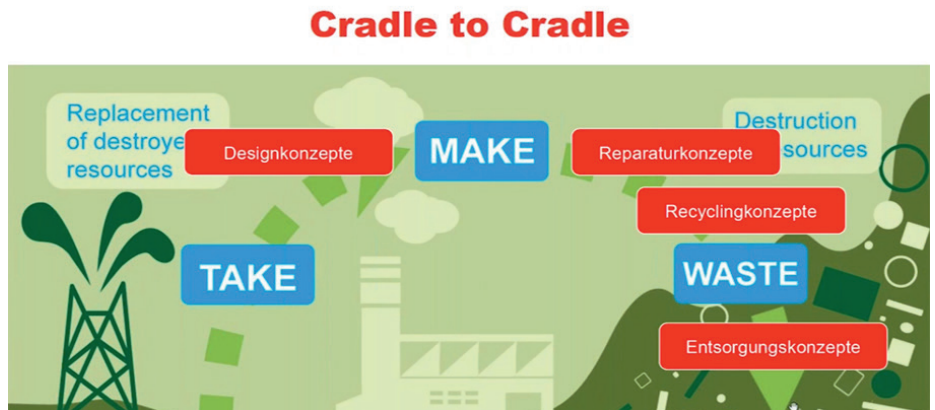 Cradle to Cradle
Replacement
of destroye
resources
Designkonzepte
MAKE
Reparaturkonzepte
Destruction
sources
Recyclingkonzepte
TAKE
WASTE
Entsorgungskonzepte